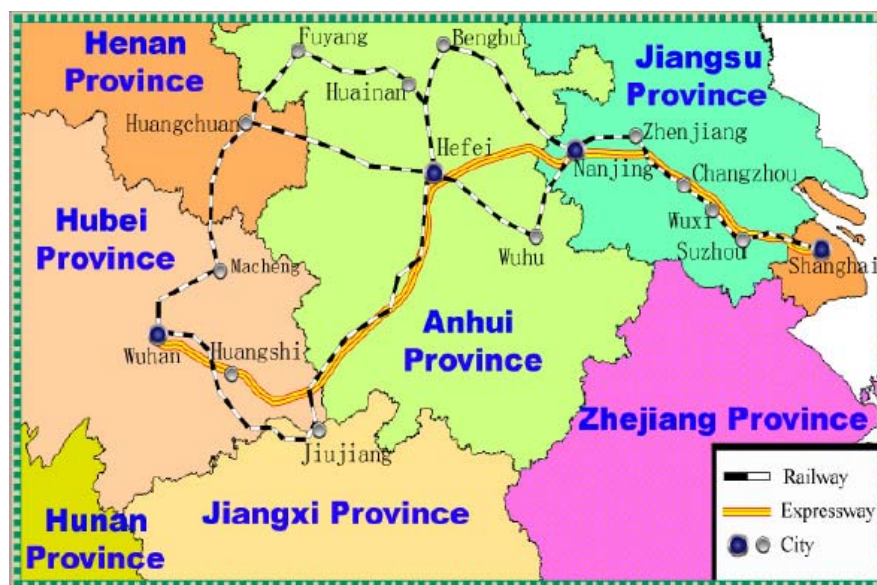 Henan
Province
Fuyang
Bengbu
Jiangsu
Province
Huainan
Huangchuan
Zhenjiang
Hefei
Nanjing
Changzhou
Hubei
Province
Wuxi
Wuhu
Suzhou
Shanghai
Macheng
Anhui
Province
Wuhan
Huangshi
Zhejiang Province
Jiujiang
Railway
Hunan
Province
Jiangxi Province
Expressway
City